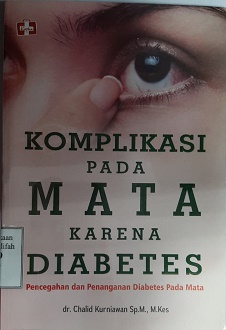 KOMPLIKASI
PADA
MATA
KARENA
DIABETES
Pencegahan dan Penanganan Diabetes Pada Mata
dr. Chalid Kurniawan Sp.M., M.Kes